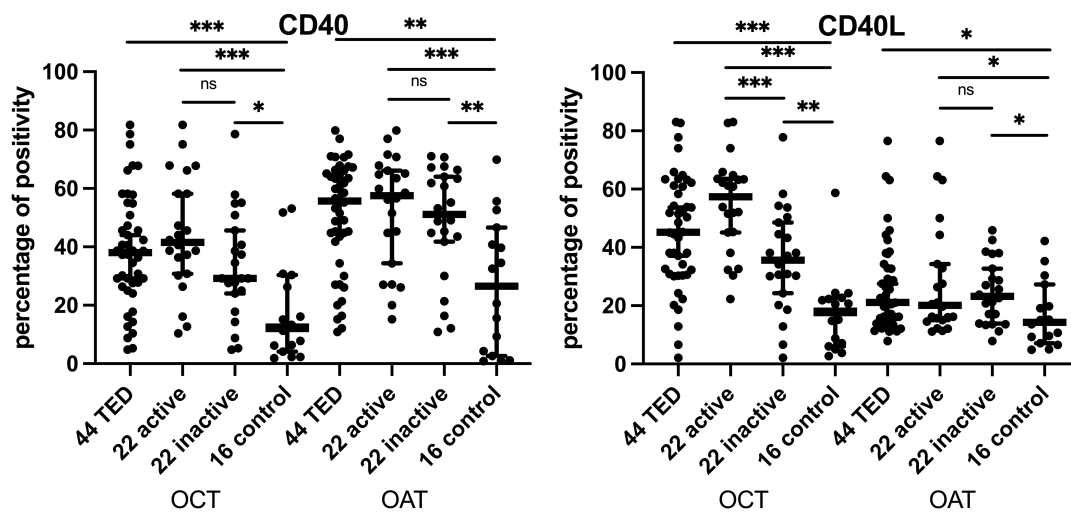 CD40
*** **
*** ***
ns ns
* **
percentage of positivity
100
80
60
40
20
0
44 TED
22 active
22 inactive
16 control
44 TED
22 active
22 inactive
16 control
OCT
OAT
CD40L
*** *
*** *
*** ns
** *
percentage of positivity
100
80
60
40
20
0
44 TED
22 active
22 inactive
16 control
44 TED
22 active
22 inactive
16 control
OCT
OAT